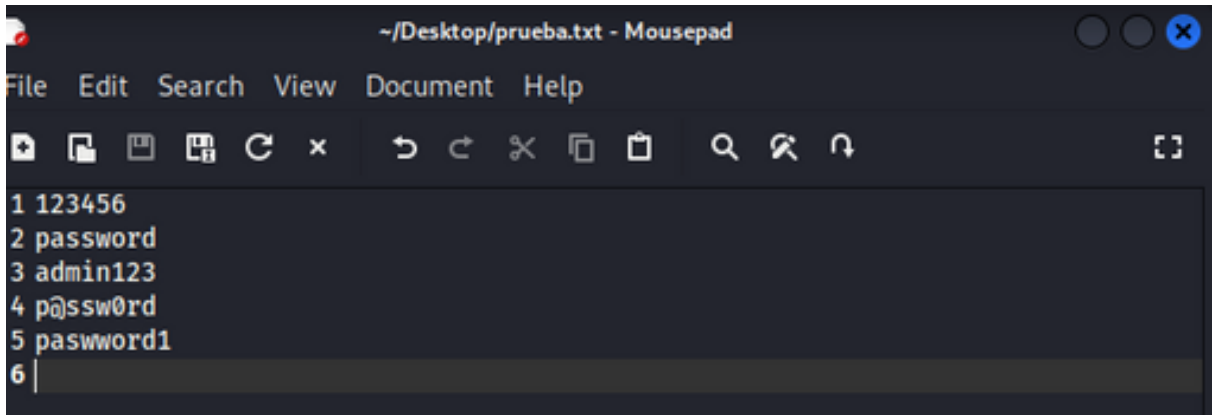 ~/Desktop/prueba.txt - Mousepad
File Edit Search View Document Help
1 123456
2 password
3 admin123
4 p@ssw0rd
5 paswword1
6